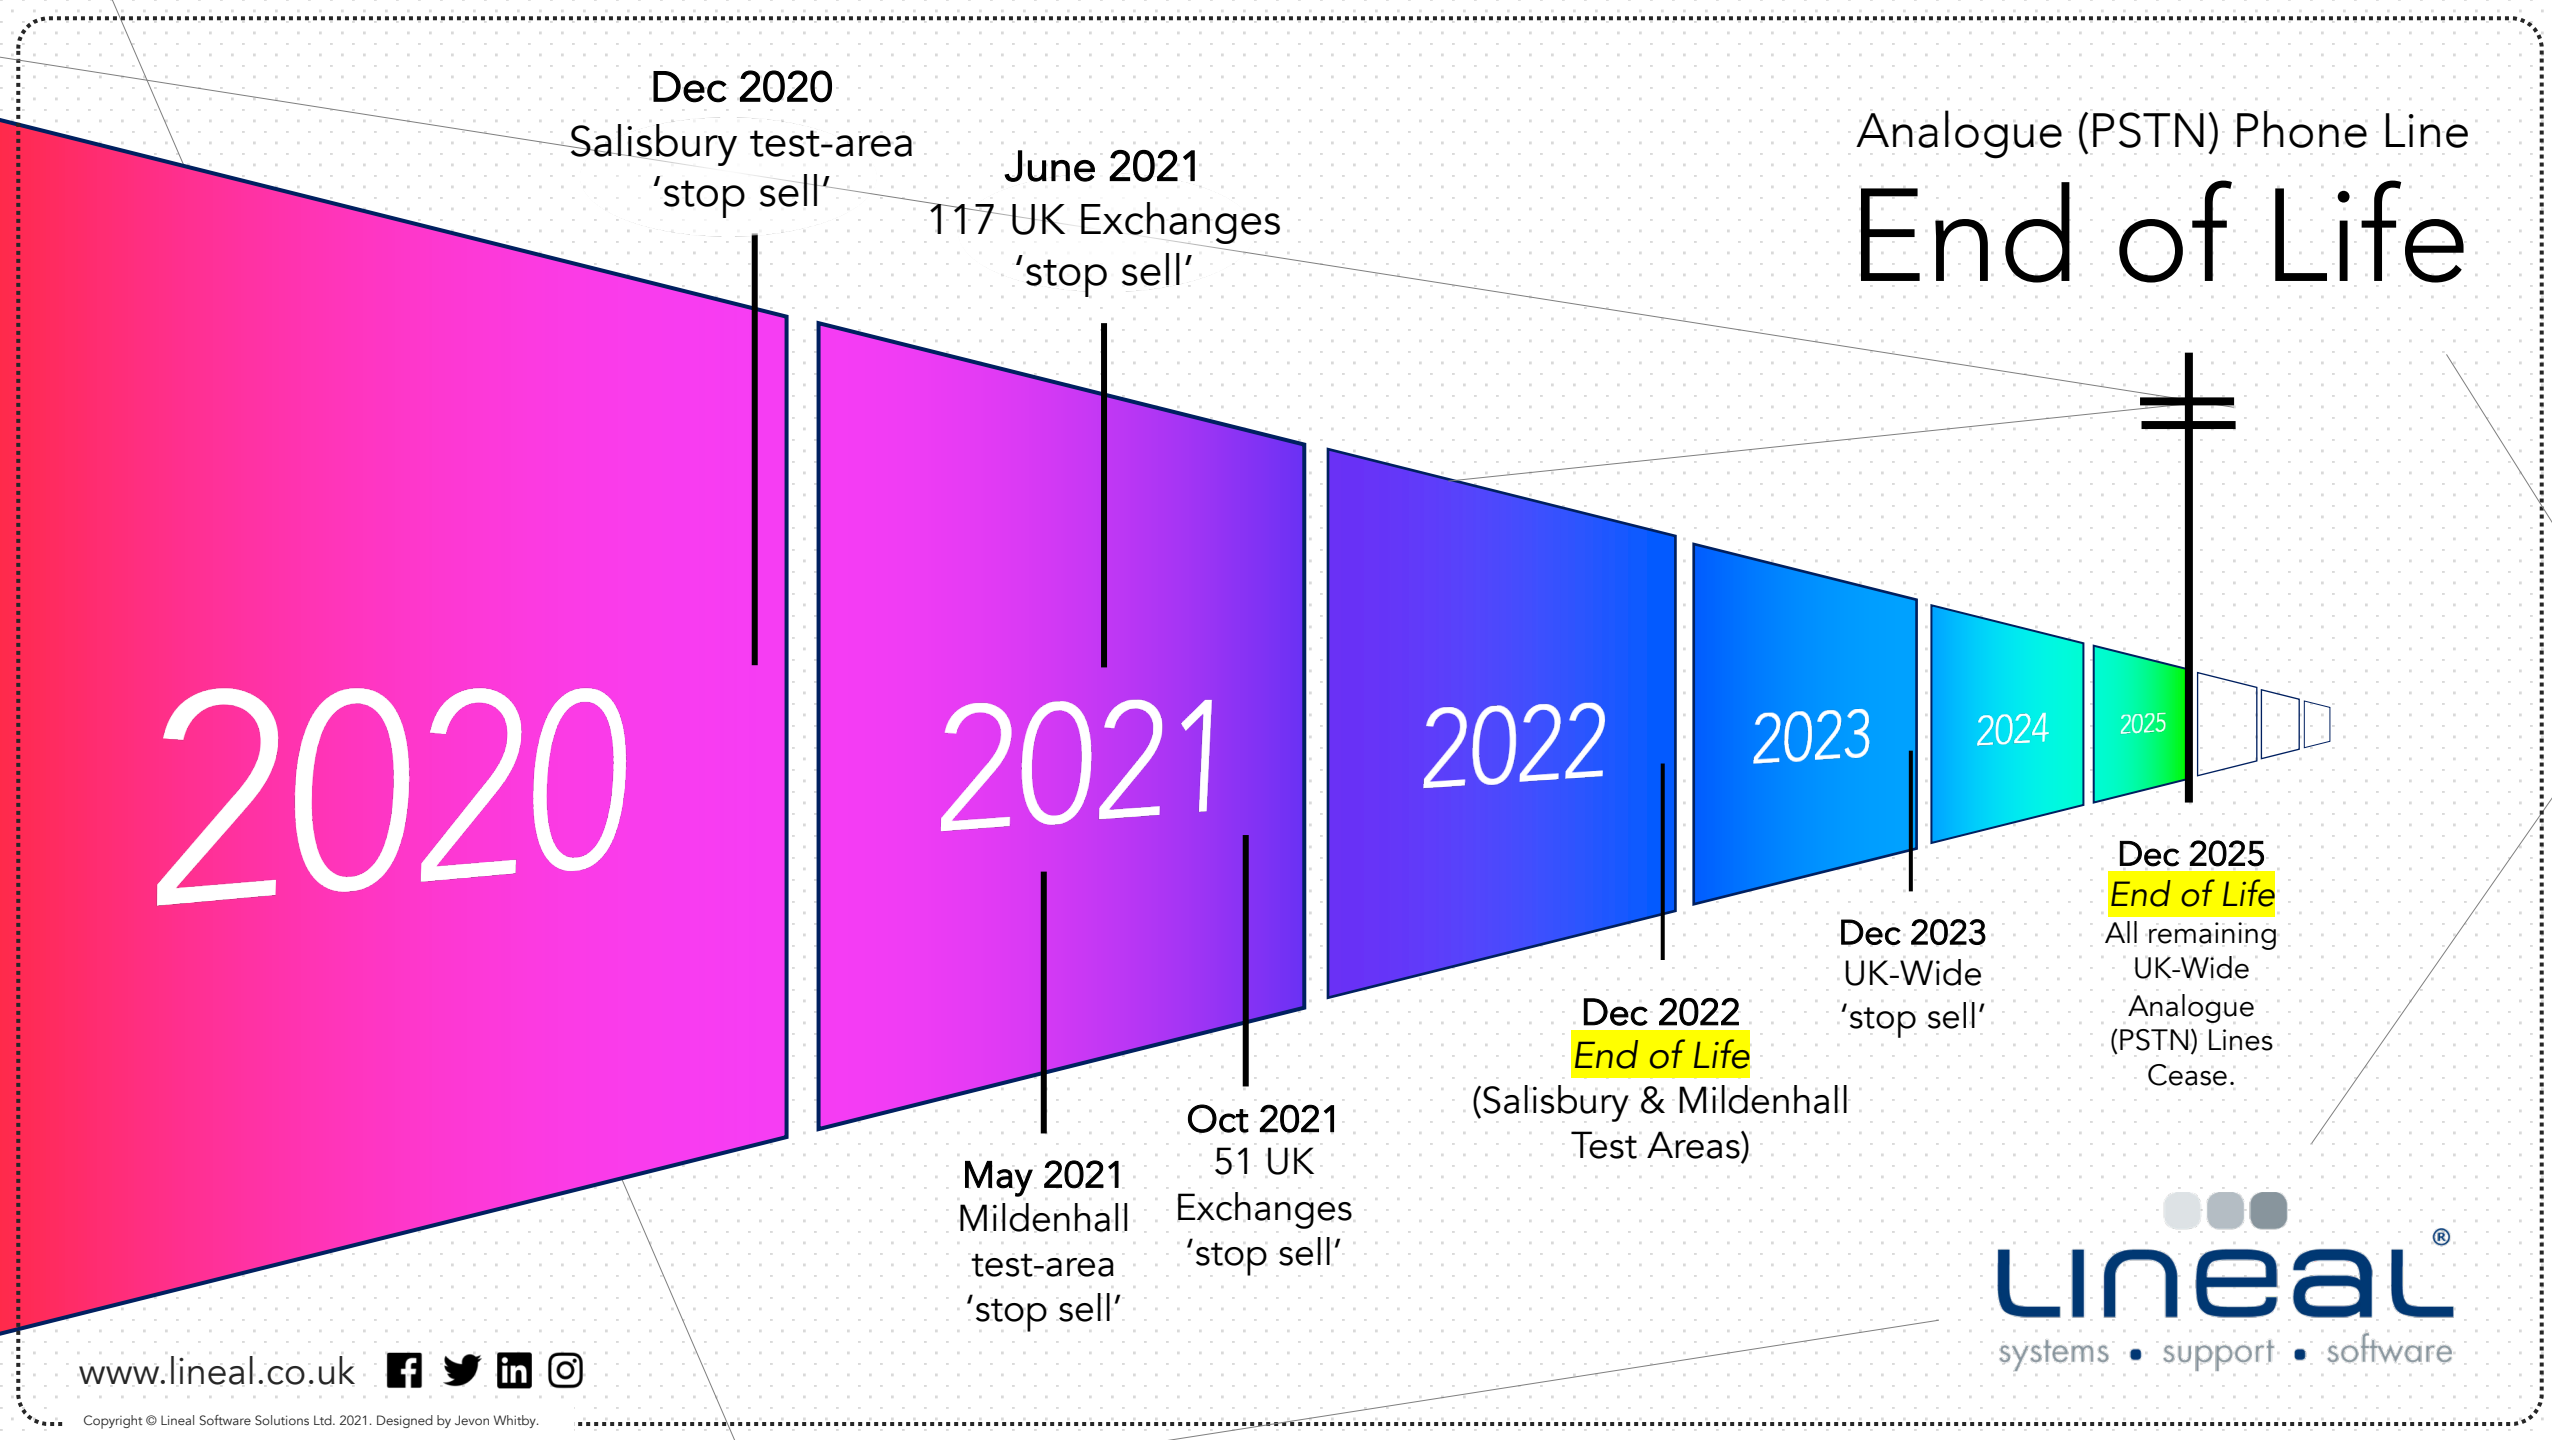 Analogue (PSTN) Phone Line
End of Life
Dec 2020
Salisbury test-area
‘stop sell’
June 2021
117 UK Exchanges
‘stop sell’
2020
2021
2022
2023
2024
2025
May 2021
Mildenhall
test-area
‘stop sell’
Oct 2021
51 UK
Exchanges
‘stop sell’
Dec 2022
End of Life
(Salisbury & Mildenhall
Test Areas)
Dec 2023
UK-Wide
‘stop sell’
Dec 2025
End of Life
All remaining
UK-Wide
Analogue
(PSTN) Lines
Cease.
LINEAL®
systems • support • software
www.lineal.co.uk
Copyright © Lineal Software Solutions Ltd. 2021. Designed by Jevon Whitby.